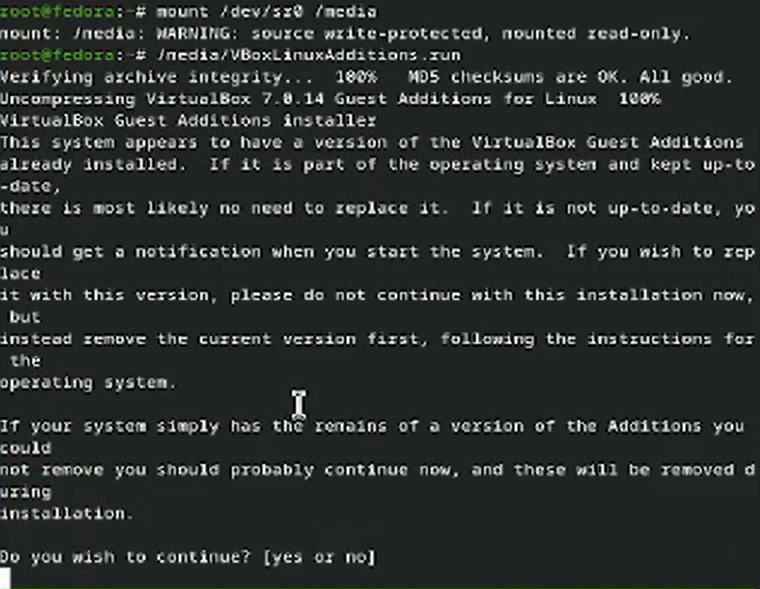 root@fedora:~# mount /dev/sr0 /media
mount: /media: WARNING: source write-protected, mounted read-only.
root@fedora:~# /media/VBoxLinuxAdditions.run
Verifying archive integrity...  100%   MD5 checksums are OK. All good.
Uncompressing VirtualBox 7.0.14 Guest Additions for Linux  100%
VirtualBox Guest Additions installer
This system appears to have a version of the VirtualBox Guest Additions
already installed.  If it is part of the operating system and kept up-to
-date,
there is most likely no need to replace it.  If it is not up-to-date, yo
u
should get a notification when you start the system.  If you wish to rep
lace
it with this version, please do not continue with this installation now,
 but
instead remove the current version first, following the instructions for
 the
operating system.

If your system simply has the remains of a version of the Additions you
could
not remove you should probably continue now, and these will be removed d
uring
installation.

Do you wish to continue? [yes or no]